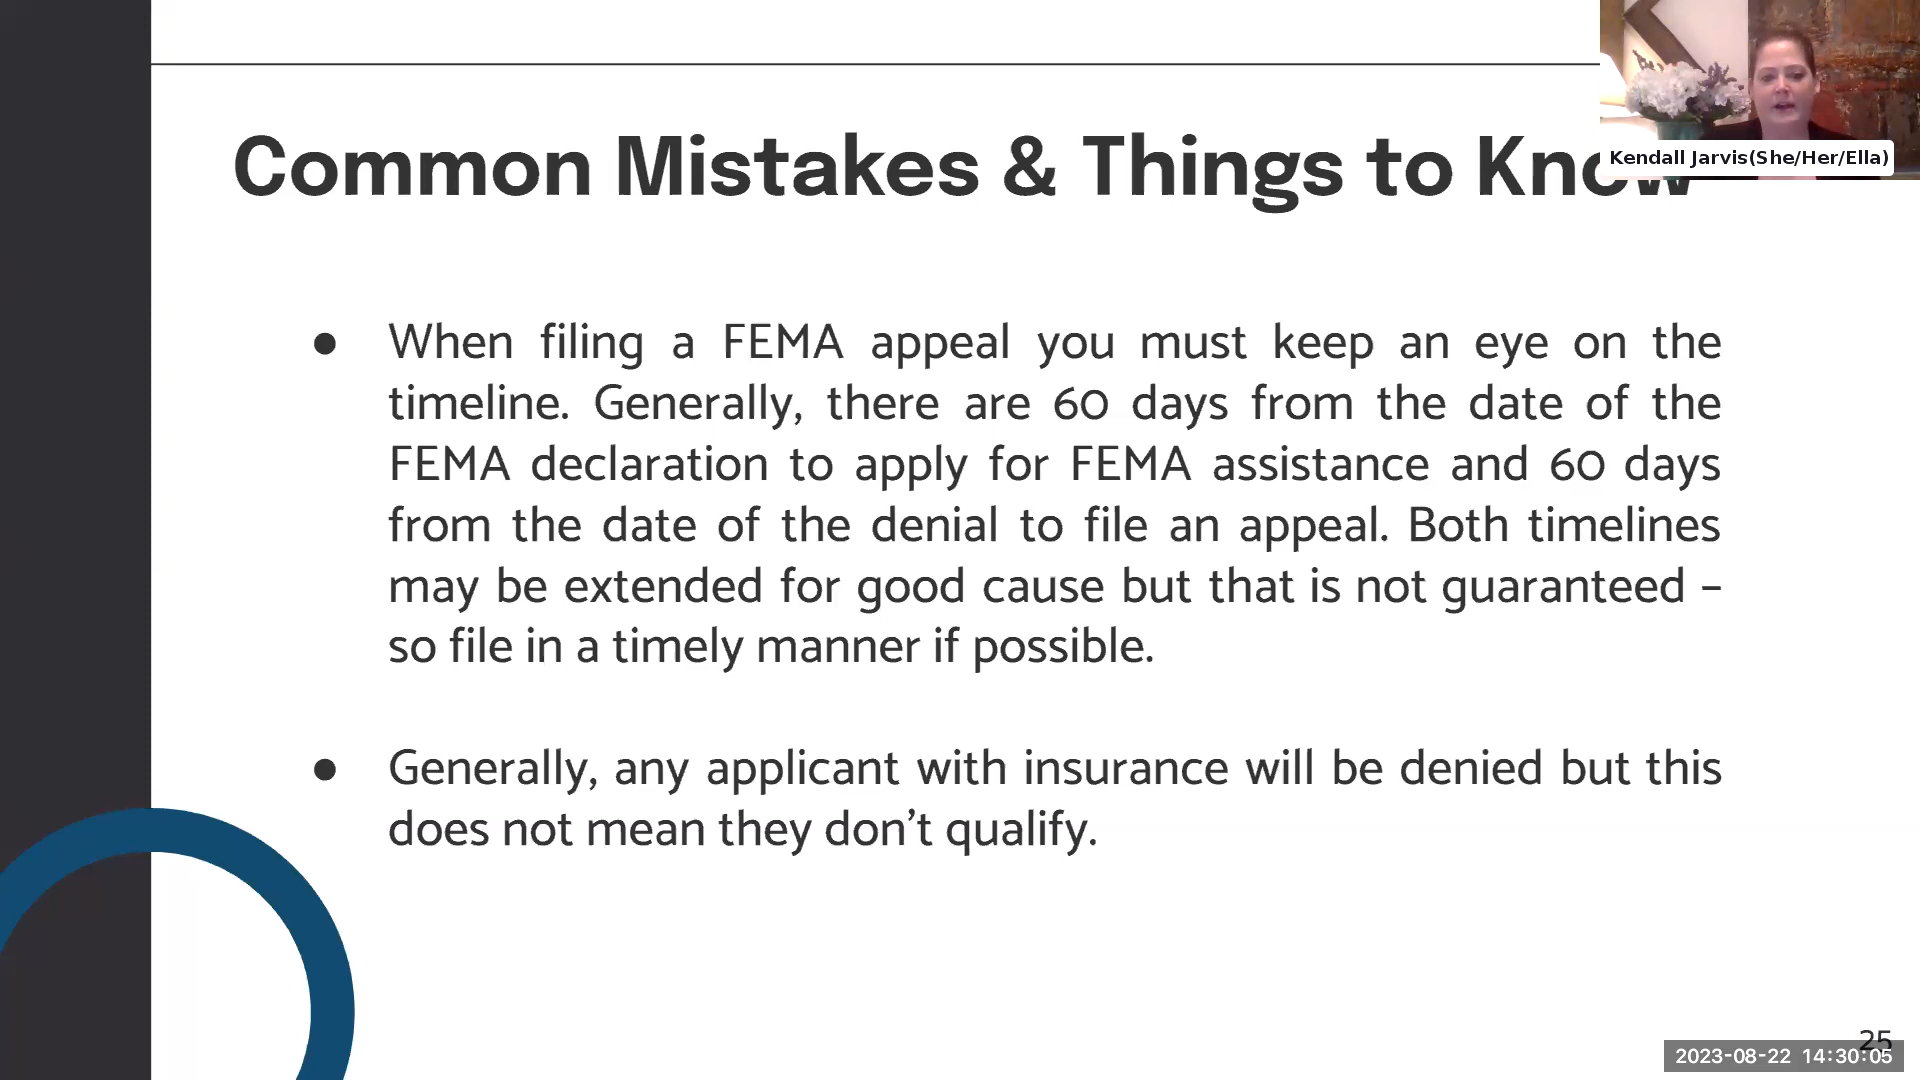 Common Mistakes & Things to Know
Kendall Jarvis(She/Her/Ella)
● When filing a FEMA appeal you must keep an eye on the
timeline. Generally, there are 60 days from the date of the
FEMA declaration to apply for FEMA assistance and 60 days
from the date of the denial to file an appeal. Both timelines
may be extended for good cause but that is not guaranteed –
so file in a timely manner if possible.
● Generally, any applicant with insurance will be denied but this
does not mean they don't qualify.
25
2023-08-22 14:30:05